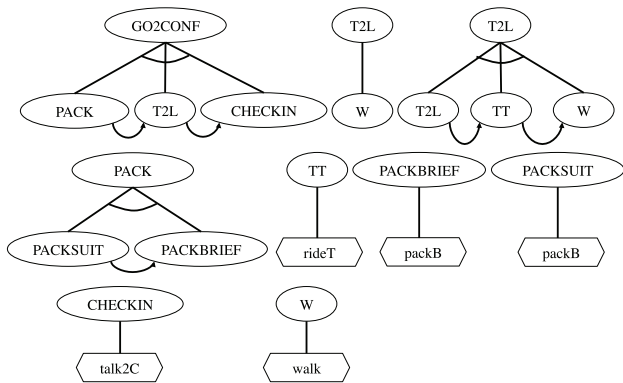 GO2CONF T2L T2L
PACK T2L CHECKIN W T2L TT W
PACK TT PACKBRIEF PACKSUIT
PACKSUIT PACKBRIEF rideT packB packB
CHECKIN W
talk2C walk